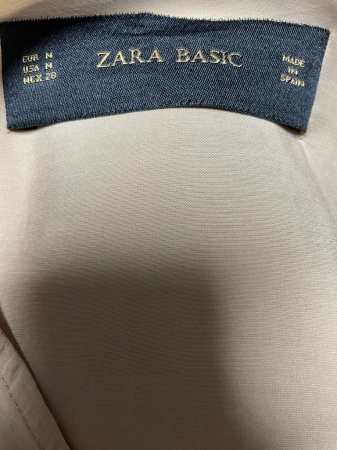 EUR M
USA M
MEX 28
ZARA BASIC
MADE
IN
SPAIN